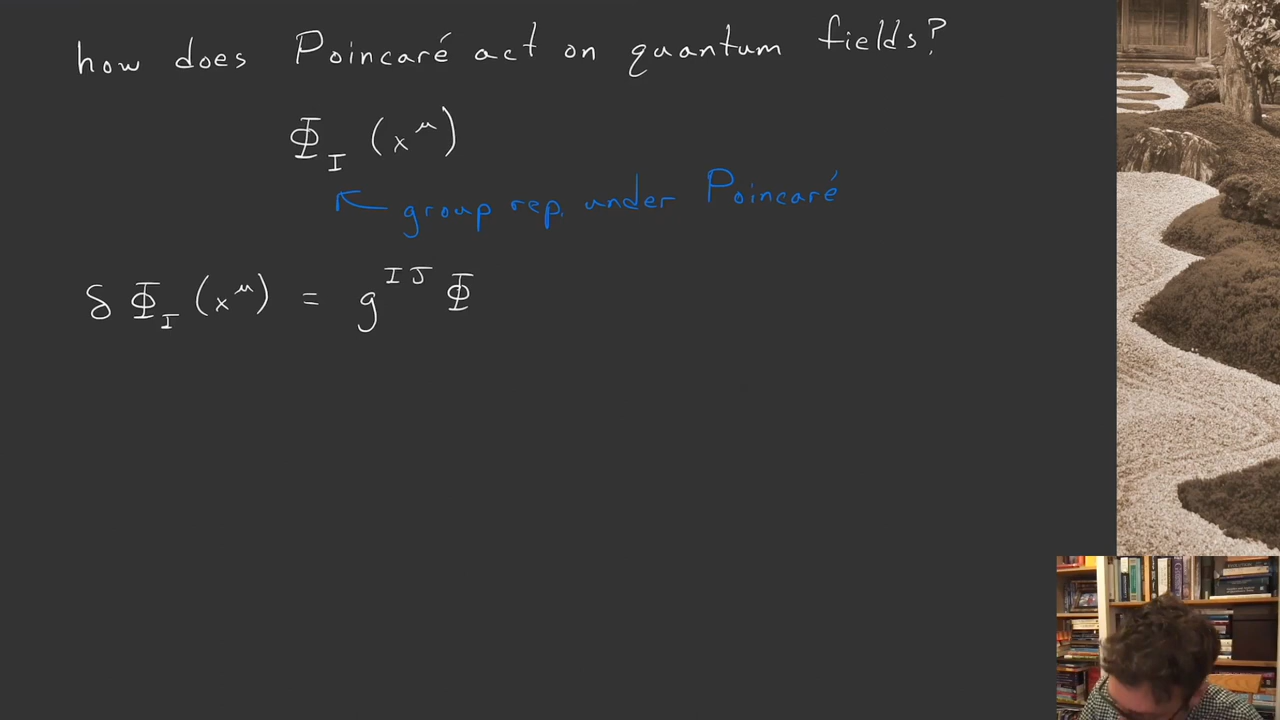 how does Poincaré act on quantum fields?
Φ_I (x^μ)
group rep. under Poincaré
δ Φ_I (x^μ) = g^{IJ} Φ